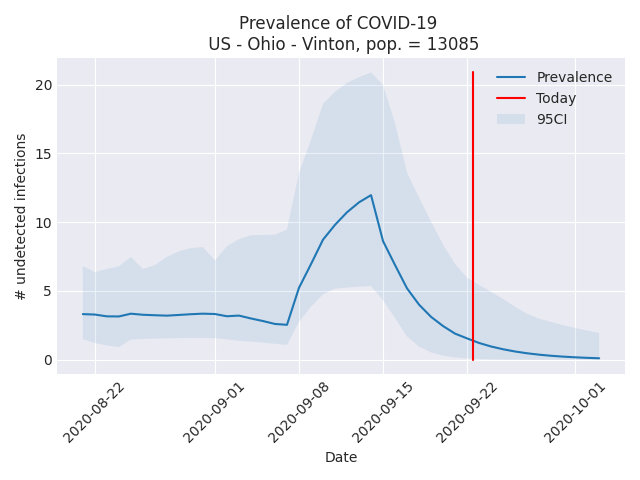 Prevalence of COVID-19
US - Ohio - Vinton, pop. = 13085
Prevalence
Today
95CI
# undetected infections
20
15
10
5
0
2020-08-22
2020-09-01
2020-09-08
2020-09-15
2020-09-22
2020-10-01
Date